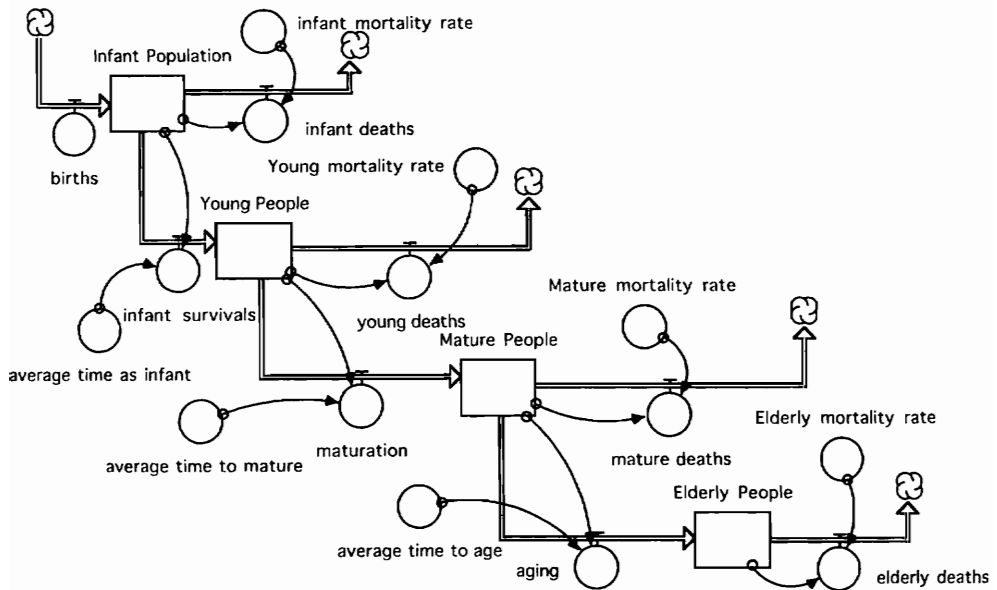 infant mortality rate
Infant Population
infant deaths
births
Young mortality rate
Young People
infant survivals
young deaths
Mature mortality rate
Mature People
average time as infant
average time to mature
maturation
mature deaths
Elderly mortality rate
Elderly People
average time to age
aging
elderly deaths